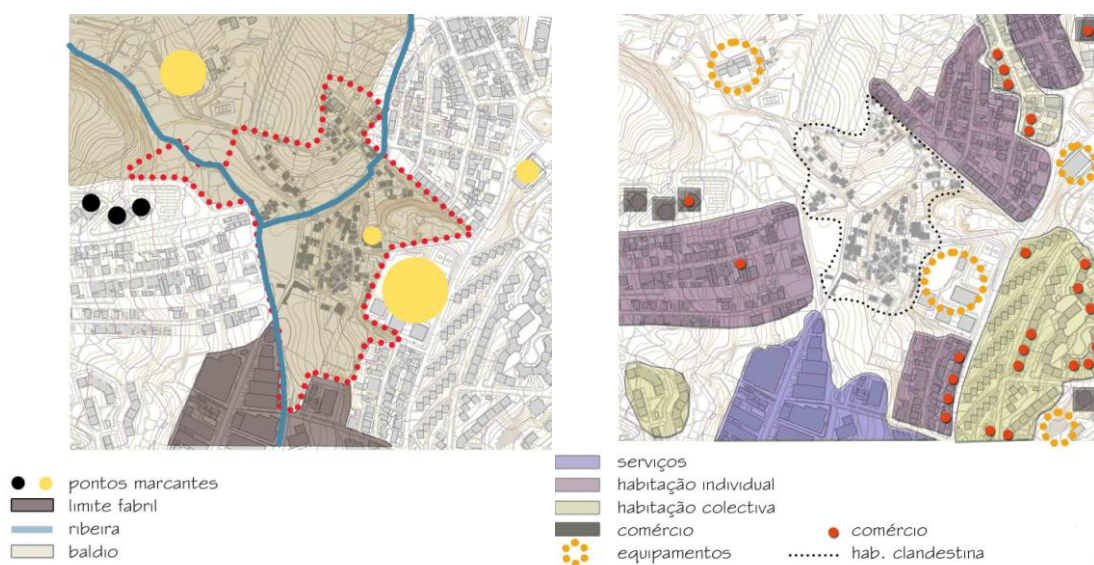 pontos marcantes
limite fabril
ribeira
baldio
serviços
habitação individual
habitação colectiva
comércio
equipamentos
comércio
hab. clandestina